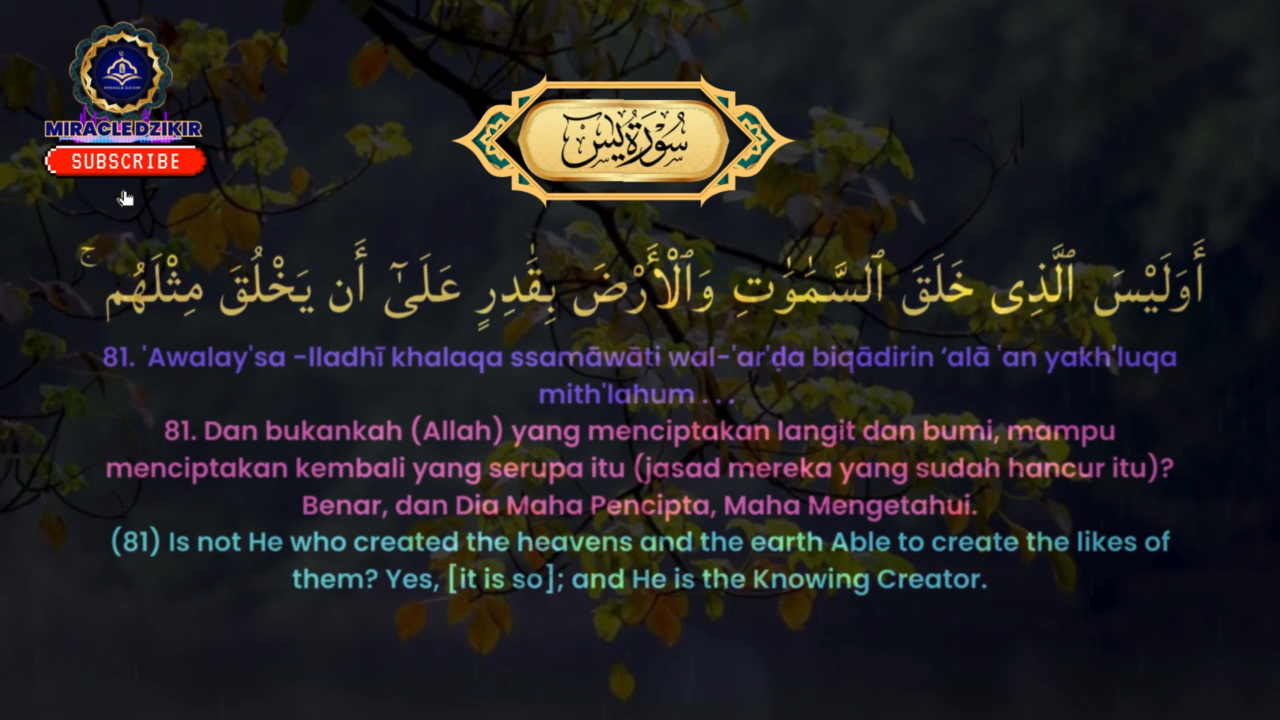 MIRACLEDZIKIR
SUBSCRIBE
سُوْرَةُ يٰسٓ
أَوَلَيْسَ ٱلَّذِى خَلَقَ ٱلسَّمَٰوَٰتِ وَٱلْأَرْضَ بِقَٰدِرٍ عَلَىٰٓ أَن يَخْلُقَ مِثْلَهُم ۚ
81. 'Awalay'sa -lladhī khalaqa ssamāwāti wal-'ar'ḍa biqādirin ‘alā 'an yakh'luqa
mith'lahum . . .
81. Dan bukankah (Allah) yang menciptakan langit dan bumi, mampu
menciptakan kembali yang serupa itu (jasad mereka yang sudah hancur itu)?
Benar, dan Dia Maha Pencipta, Maha Mengetahui.
(81) Is not He who created the heavens and the earth Able to create the likes of
them? Yes, [it is so]; and He is the Knowing Creator.